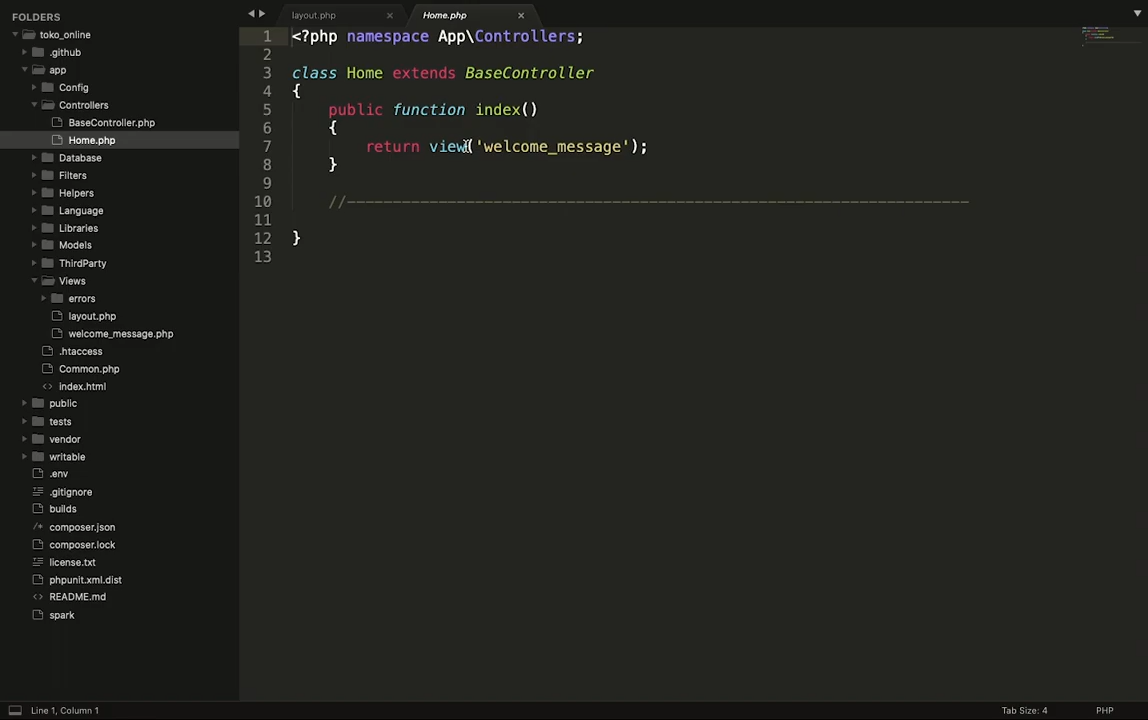 FOLDERS
toko_online
.github
app
Config
Controllers
BaseController.php
Home.php
Database
Filters
Helpers
Language
Libraries
Models
ThirdParty
Views
errors
layout.php
welcome_message.php
.htaccess
Common.php
index.html
public
tests
vendor
writable
.env
.gitignore
builds
composer.json
composer.lock
license.txt
phpunit.xml.dist
README.md
spark
layout.php
Home.php
1 <?php namespace App\Controllers;
2
3 class Home extends BaseController
4 {
5 public function index()
6 {
7 return view('welcome_message');
8 }
9
10 //--------------------------------------------------------------------
11
12 }
13
Line 1, Column 1
Tab Size: 4
PHP